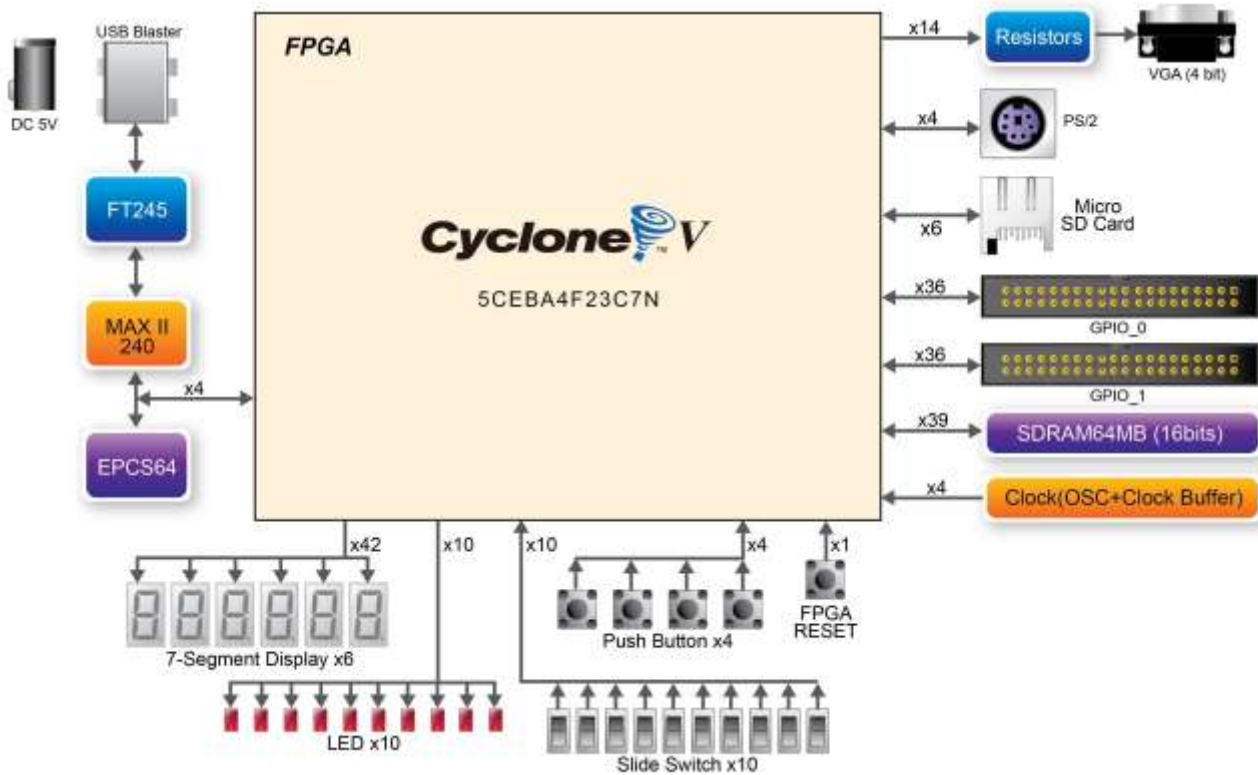 USB Blaster
DC 5V
FT245
MAX II
240
x4
EPCS64
FPGA
Cyclone V
™
5CEBA4F23C7N
x14
Resistors
VGA (4 bit)
x4
PS/2
x6
Micro
SD Card
x36
GPIO_0
x36
GPIO_1
x39
SDRAM64MB (16bits)
x4
Clock(OSC+Clock Buffer)
x42
x10
x10
x4
x1
7-Segment Display x6
Push Button x4
FPGA
RESET
LED x10
Slide Switch x10